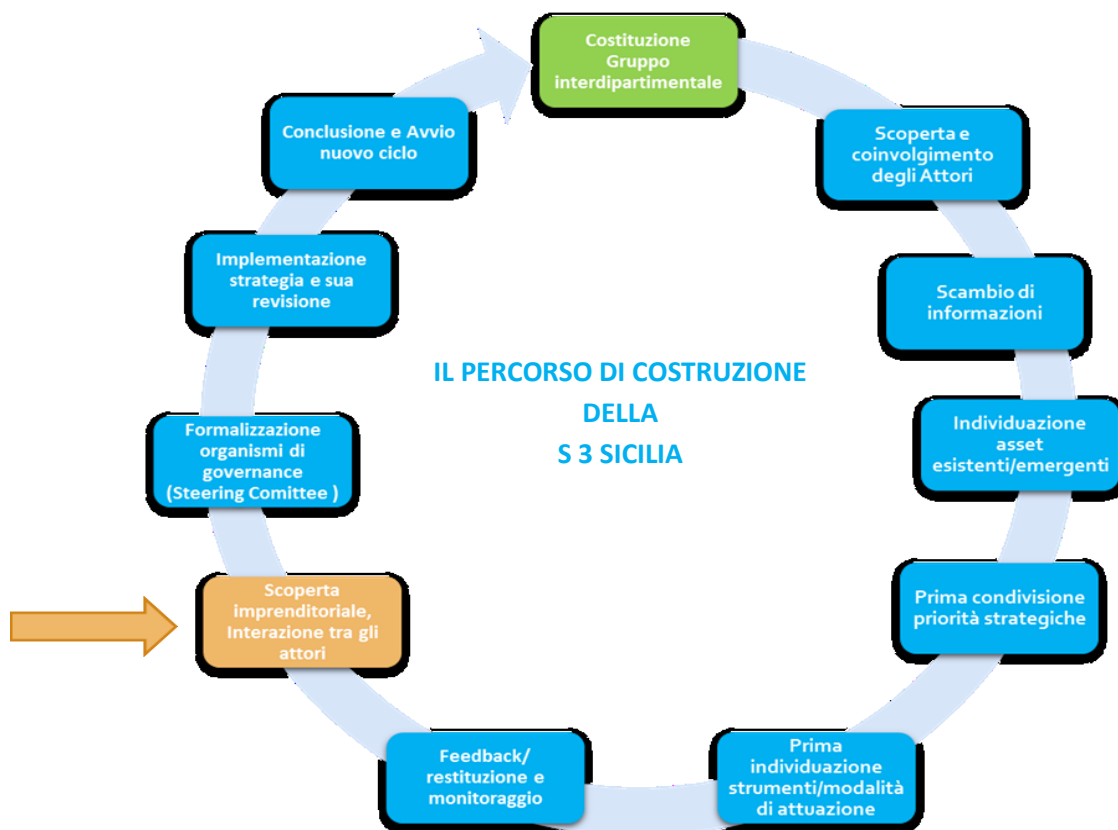 Costituzione
Gruppo
interdipartimentale
Scoperta e
coinvolgimento
degli Attori
Scambio di
informazioni
Individuazione
asset
esistenti/emergenti
Prima condivisione
priorità strategiche
Prima
individuazione
strumenti/modalità
di attuazione
Feedback/
restituzione e
monitoraggio
Scoperta
imprenditoriale,
Interazione tra gli
attori
Formalizzazione
organismi di
governance
(Steering Comittee )
Implementazione
strategia e sua
revisione
Conclusione e Avvio
nuovo ciclo
IL PERCORSO DI COSTRUZIONE
DELLA
S 3 SICILIA